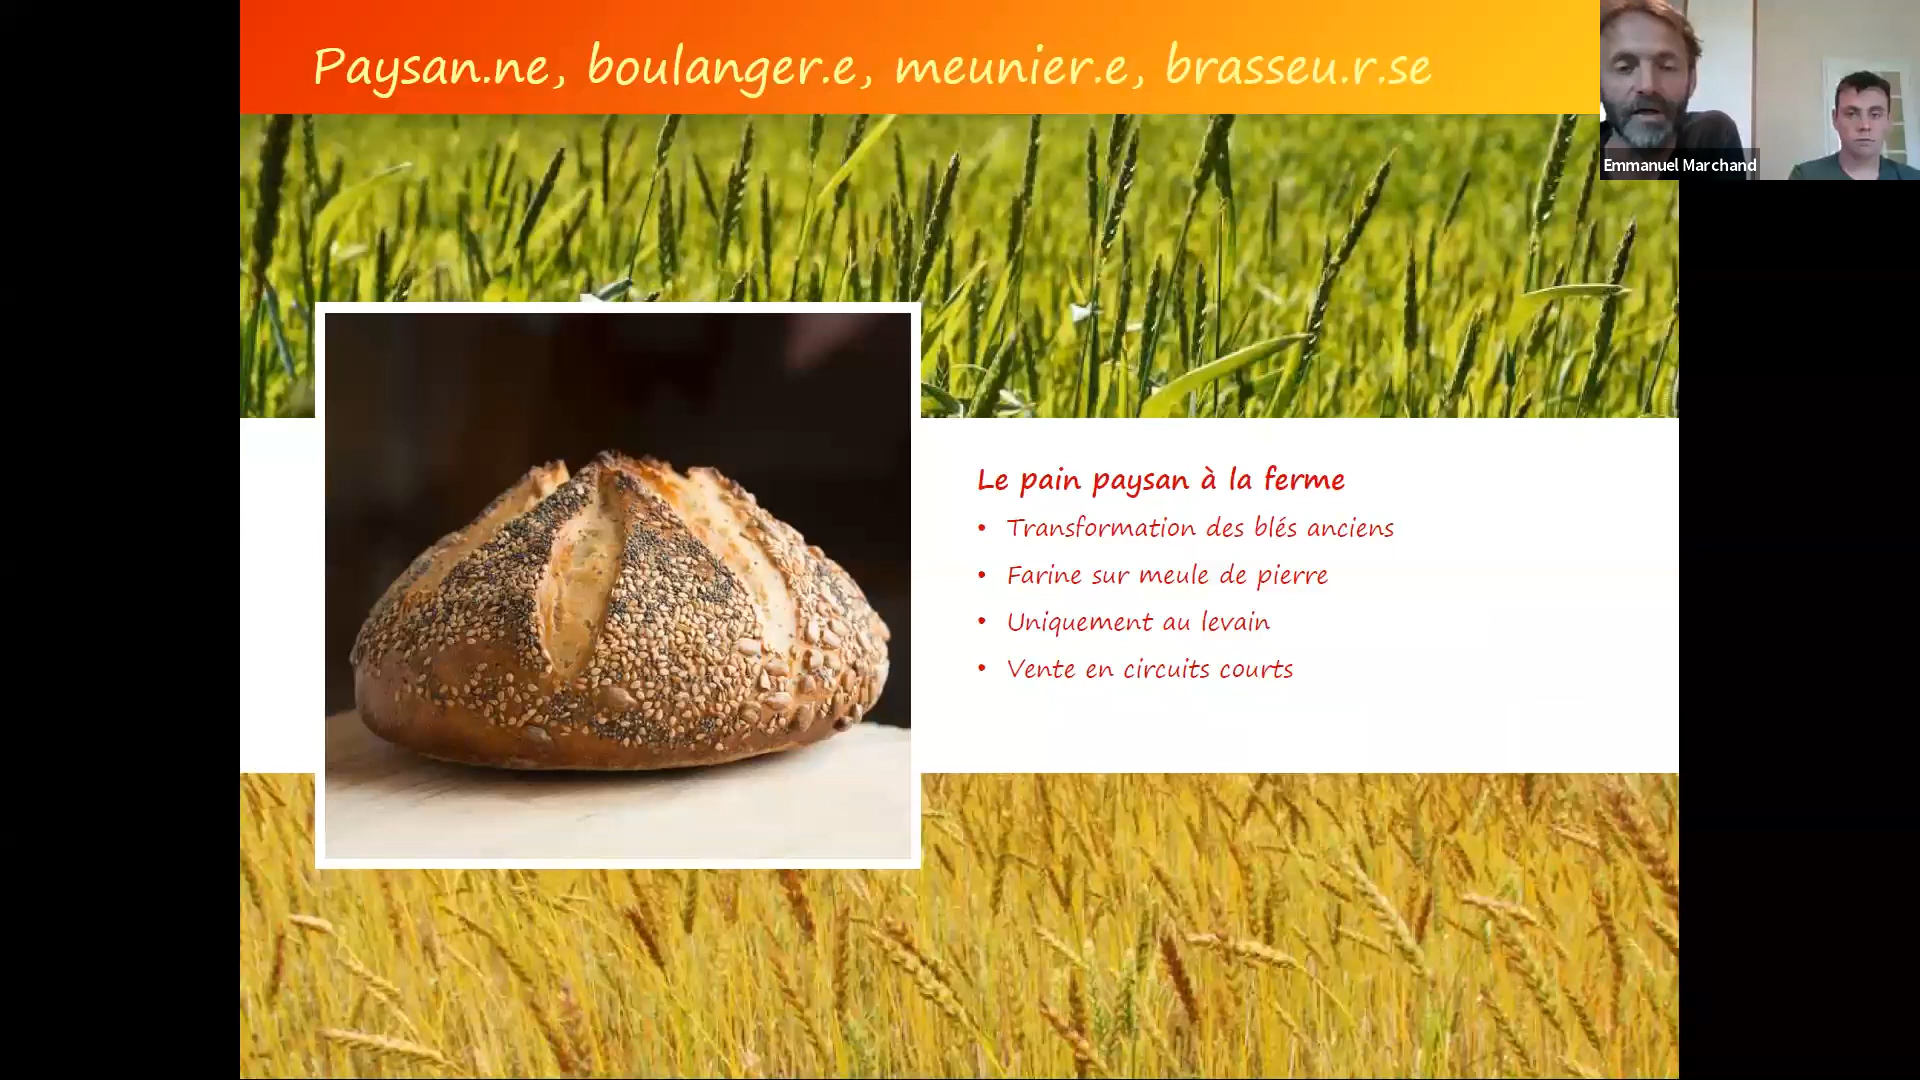 Paysan.ne, boulanger.e, meunier.e, brasseu.r.se
Emmanuel Marchand
Le pain paysan à la ferme
• Transformation des blés anciens
• Farine sur meule de pierre
• Uniquement au levain
• Vente en circuits courts